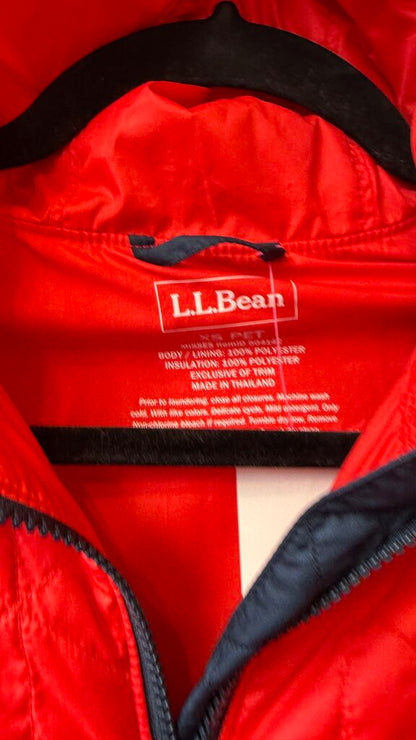 L.L.Bean
XS PET
BODY / LINING: 100% POLYESTER
INSULATION: 100% POLYESTER
EXCLUSIVE OF TRIM
MADE IN THAILAND
Prior to laundering, close all closures. Machine wash
cold. With like colors. Delicate cycle. Mild detergent. Only
Non-chlorine bleach if required. Tumble dry low. Remove